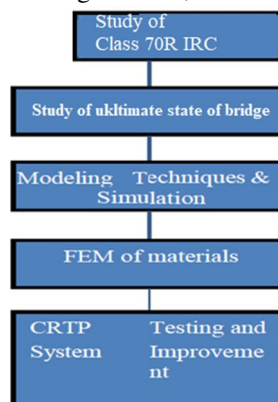 Study of
Class 70R IRC
Study of ukltimate state of bridge
Modeling Techniques &
Simulation
FEM of materials
CRTP Testing and
System Improveme
nt